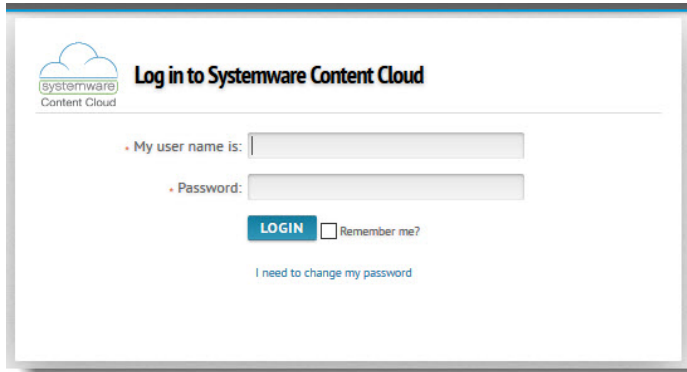 systemware
Content Cloud
Log in to Systemware Content Cloud
• My user name is:
• Password:
LOGIN
Remember me?
I need to change my password